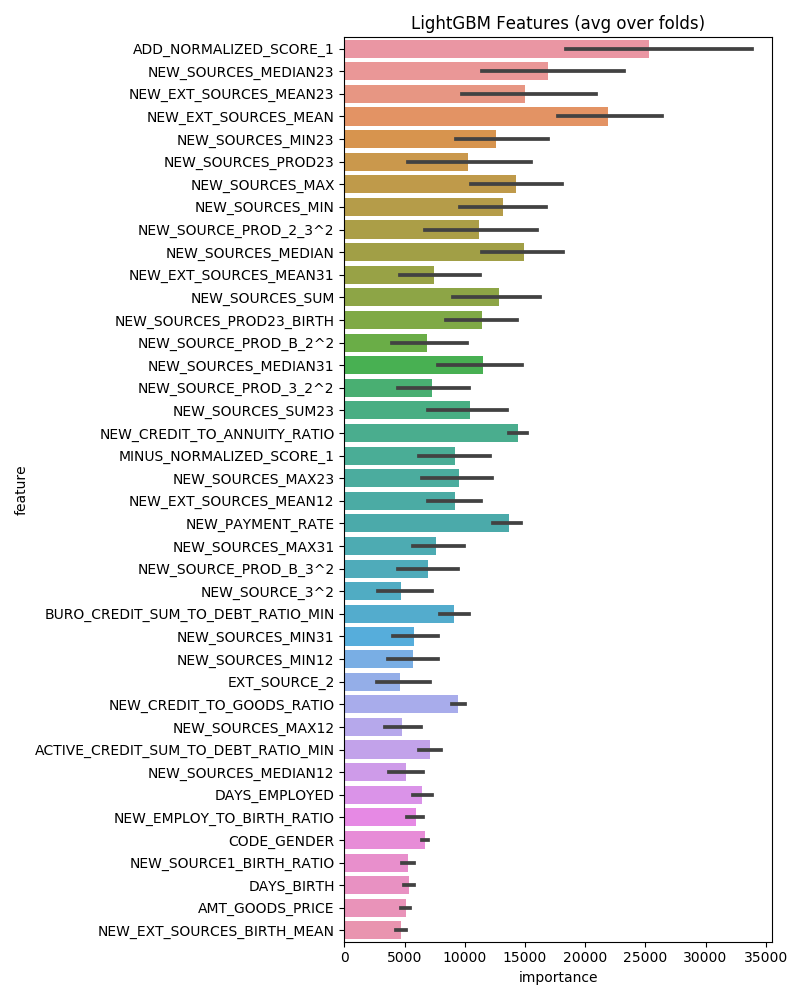 LightGBM Features (avg over folds)
ADD_NORMALIZED_SCORE_1
NEW_SOURCES_MEDIAN23
NEW_EXT_SOURCES_MEAN23
NEW_EXT_SOURCES_MEAN
NEW_SOURCES_MIN23
NEW_SOURCES_PROD23
NEW_SOURCES_MAX
NEW_SOURCES_MIN
NEW_SOURCE_PROD_2_3^2
NEW_SOURCES_MEDIAN
NEW_EXT_SOURCES_MEAN31
NEW_SOURCES_SUM
NEW_SOURCES_PROD23_BIRTH
NEW_SOURCE_PROD_B_2^2
NEW_SOURCES_MEDIAN31
NEW_SOURCE_PROD_3_2^2
NEW_SOURCES_SUM23
NEW_CREDIT_TO_ANNUITY_RATIO
MINUS_NORMALIZED_SCORE_1
NEW_SOURCES_MAX23
NEW_EXT_SOURCES_MEAN12
NEW_PAYMENT_RATE
NEW_SOURCES_MAX31
NEW_SOURCE_PROD_B_3^2
NEW_SOURCE_3^2
BURO_CREDIT_SUM_TO_DEBT_RATIO_MIN
NEW_SOURCES_MIN31
NEW_SOURCES_MIN12
EXT_SOURCE_2
NEW_CREDIT_TO_GOODS_RATIO
NEW_SOURCES_MAX12
ACTIVE_CREDIT_SUM_TO_DEBT_RATIO_MIN
NEW_SOURCES_MEDIAN12
DAYS_EMPLOYED
NEW_EMPLOY_TO_BIRTH_RATIO
CODE_GENDER
NEW_SOURCE1_BIRTH_RATIO
DAYS_BIRTH
AMT_GOODS_PRICE
NEW_EXT_SOURCES_BIRTH_MEAN
feature
0 5000 10000 15000 20000 25000 30000 35000
importance